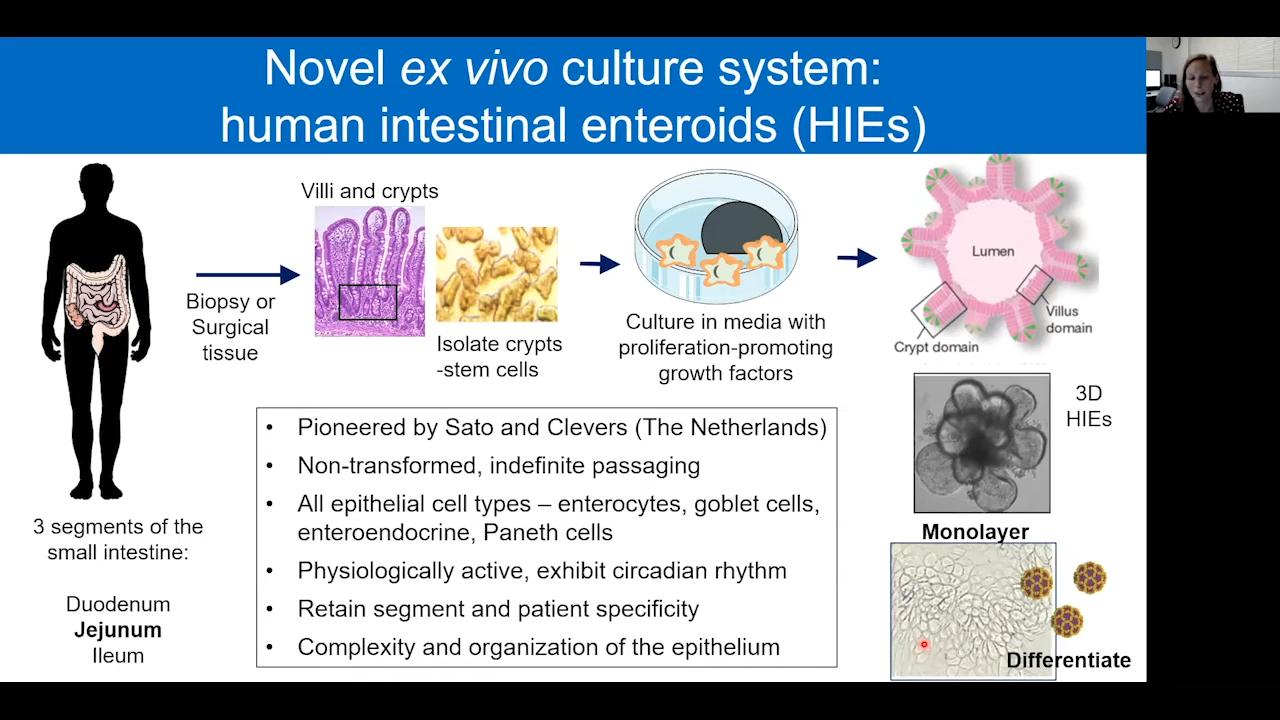 Novel ex vivo culture system:
human intestinal enteroids (HIEs)
Villi and crypts
Biopsy or
Surgical
tissue
Isolate crypts
-stem cells
Culture in media with
proliferation-promoting
growth factors
Lumen
Villus
domain
Crypt domain
3D
HIEs
3 segments of the
small intestine:
Duodenum
Jejunum
Ileum
• Pioneered by Sato and Clevers (The Netherlands)
• Non-transformed, indefinite passaging
• All epithelial cell types – enterocytes, goblet cells,
enteroendocrine, Paneth cells
• Physiologically active, exhibit circadian rhythm
• Retain segment and patient specificity
• Complexity and organization of the epithelium
Monolayer
Differentiate